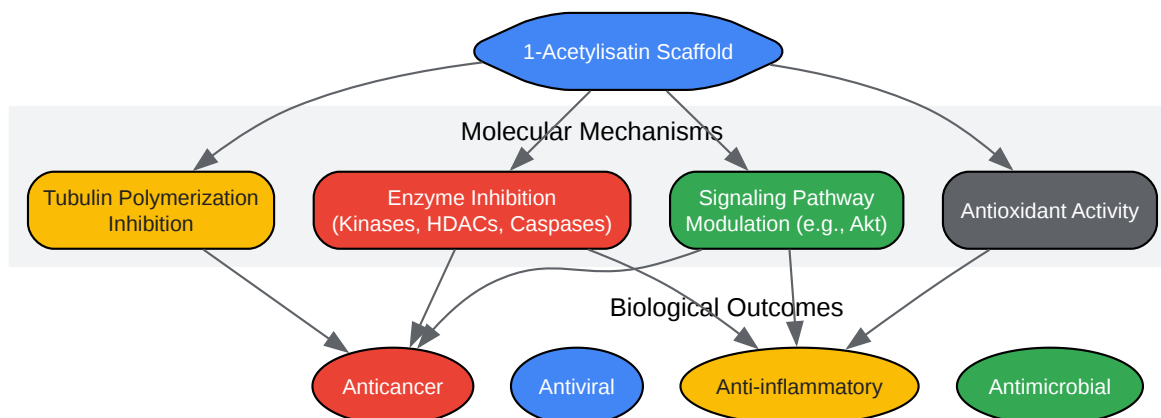 1-Acetylisatin Scaffold
Molecular Mechanisms
Tubulin Polymerization
Inhibition
Enzyme Inhibition
(Kinases, HDACs, Caspases)
Signaling Pathway
Modulation (e.g., Akt)
Antioxidant Activity
Biological Outcomes
Anticancer
Antiviral
Anti-inflammatory
Antimicrobial